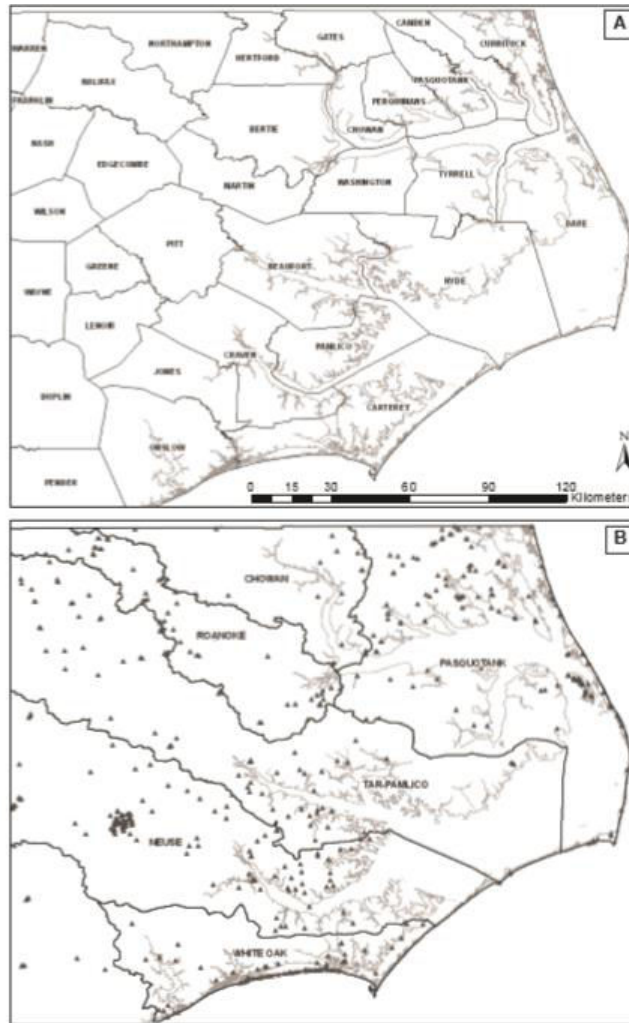 A
CAMDEN
GATES
CURRITUCK
NORTHAMPTON
WARREN
HERTFORD
HALIFAX
PASQUOTANK
PERQUIMANS
FRANKLIN
BERTIE
CHOWAN
NASH
EDGECOMBE
TYRRELL
WASHINGTON
MARTIN
WILSON
DARE
PITT
GREENE
BEAUFORT
HYDE
WAYNE
LENOIR
PAMLICO
CRAVEN
JONES
DUPLIN
CARTERET
ONSLOW
N
PENDER
0 7.5 15 30 60 90 120
Kilometers
B
CHOWAN
ROANOKE
PASQUOTANK
TAR-PAMLICO
NEUSE
WHITE OAK